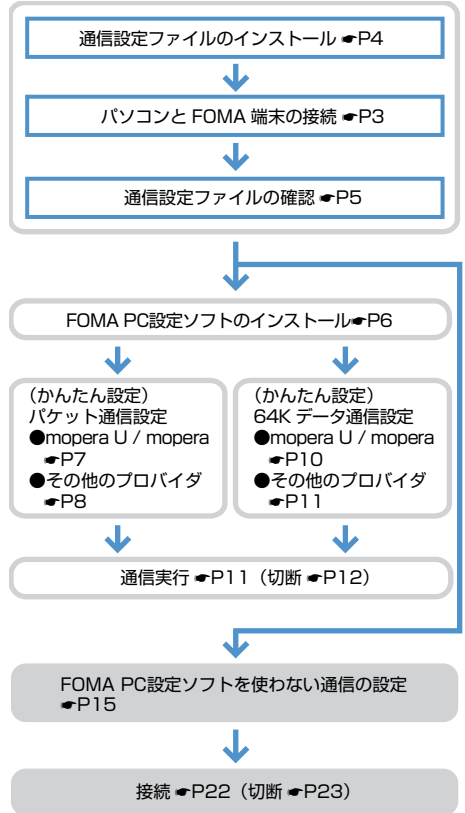 通信設定ファイルのインストール ☛P4
パソコンと FOMA 端末の接続 ☛P3
通信設定ファイルの確認 ☛P5
FOMA PC設定ソフトのインストール☛P6
（かんたん設定）
パケット通信設定
●mopera U / mopera
☛P7
●その他のプロバイダ
☛P8
（かんたん設定）
64K データ通信設定
●mopera U / mopera
☛P10
●その他のプロバイダ
☛P11
通信実行 ☛P11（切断 ☛P12）
FOMA PC設定ソフトを使わない通信の設定
☛P15
接続 ☛P22（切断 ☛P23）